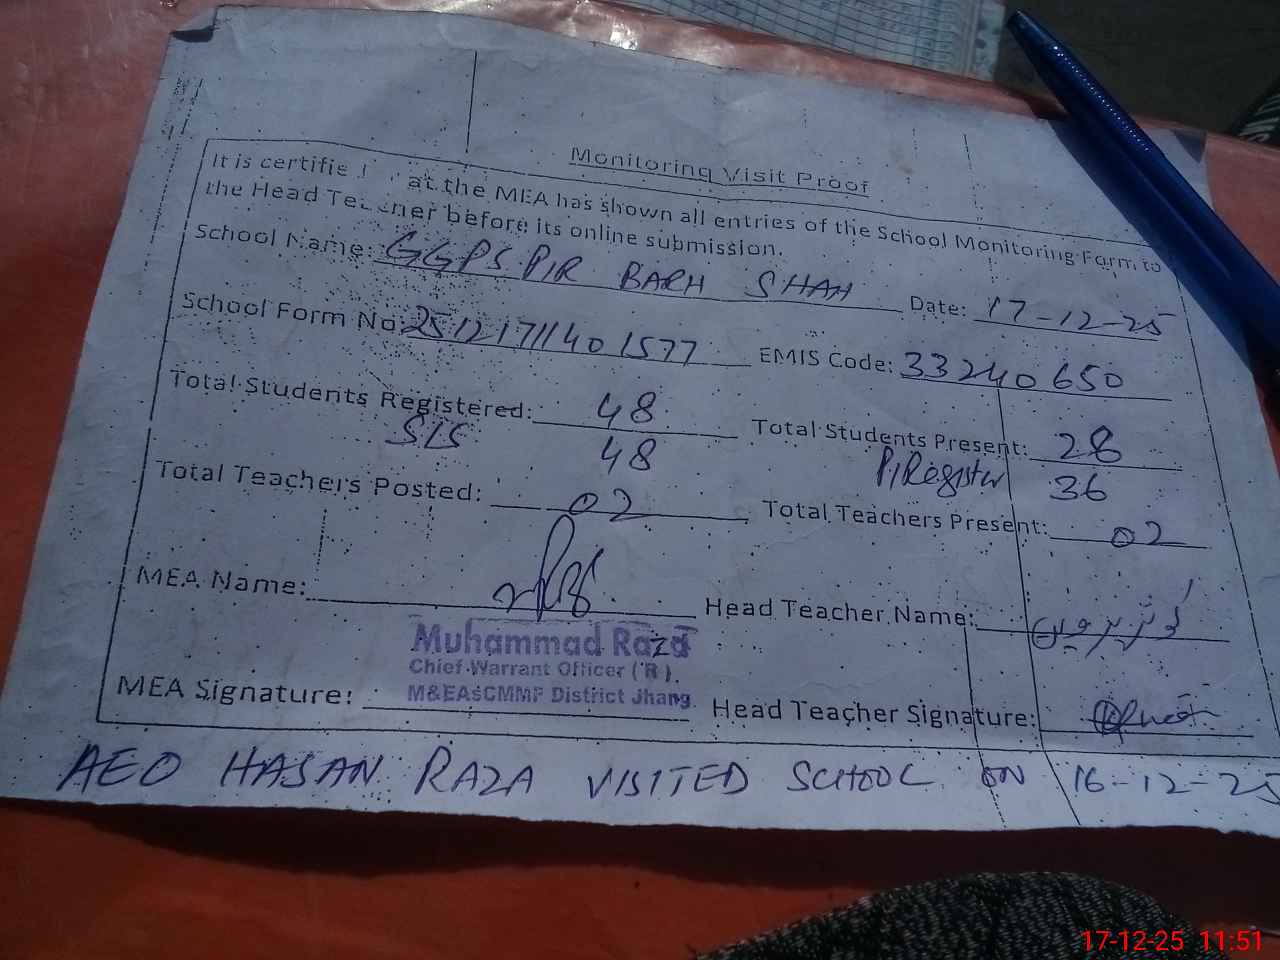 Monitoring Visit Proof
It is certifie at the MEA has shown all entries of the School Monitoring Form to
the Head Teacher before its online submission.
School Name: GGPS PIR BARH SHAH Date: 17-12-25
School Form No: 251217111401577 EMIS Code: 33240650
Total Students Registered: 48 Total Students Present: 28
SIS 48 P/Register 36
Total Teachers Posted: 02 Total Teachers Present: 02
MEA Name: Head Teacher Name:
Muhammad Raza
Chief Warrant Officer (R).
M&EAsCMMF District Jhang
MEA Signature: Head Teacher Signature:
AEO HASAN RAZA VISITED SCHOOL ON 16-12-25
17-12-25 11:51